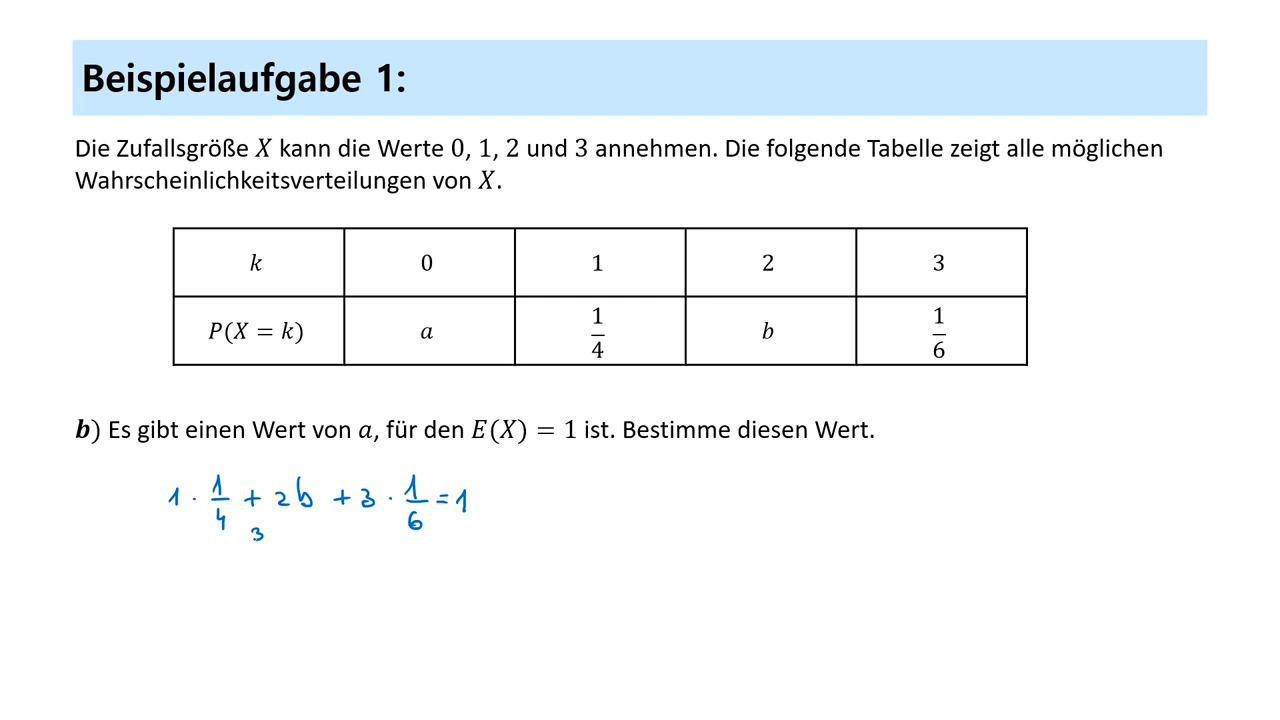 Beispielaufgabe 1:
Die Zufallsgröße X kann die Werte 0, 1, 2 und 3 annehmen. Die folgende Tabelle zeigt alle möglichen
Wahrscheinlichkeitsverteilungen von X.
k 0 1 2 3
P(X = k) a 1/4 b 1/6
b) Es gibt einen Wert von a, für den E(X) = 1 ist. Bestimme diesen Wert.
1 · 1/4 + 2b + 3 · 1/6 = 1
3